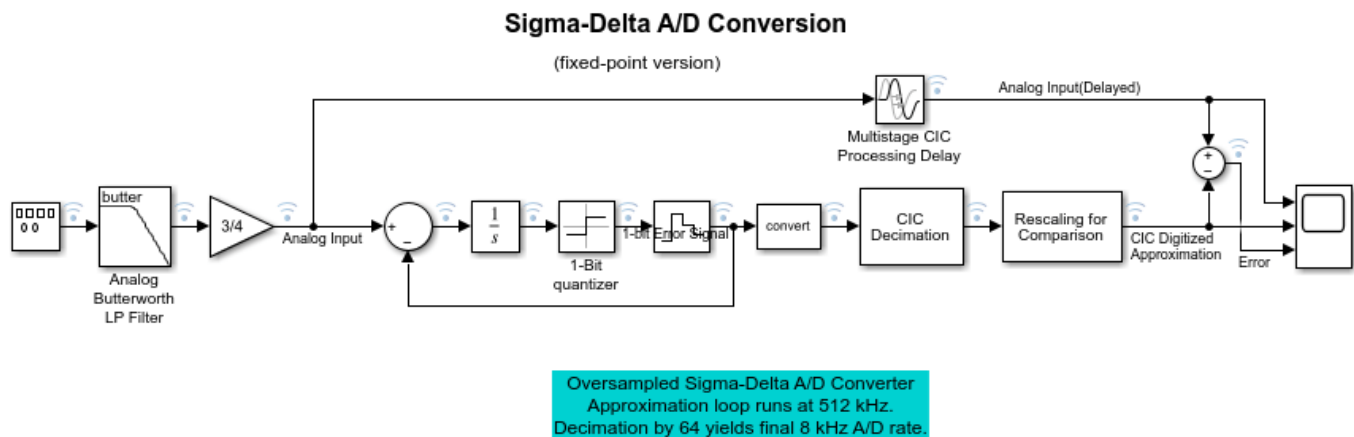 Sigma-Delta A/D Conversion
(fixed-point version)
Analog Input(Delayed)
Multistage CIC
Processing Delay
+
−
butter
3/4
Analog Input
+
−
1
s
1-bit Error Signal
convert
CIC
Decimation
Rescaling for
Comparison
CIC Digitized
Approximation
Error
Analog
Butterworth
LP Filter
1-Bit
quantizer
Oversampled Sigma-Delta A/D Converter
Approximation loop runs at 512 kHz.
Decimation by 64 yields final 8 kHz A/D rate.